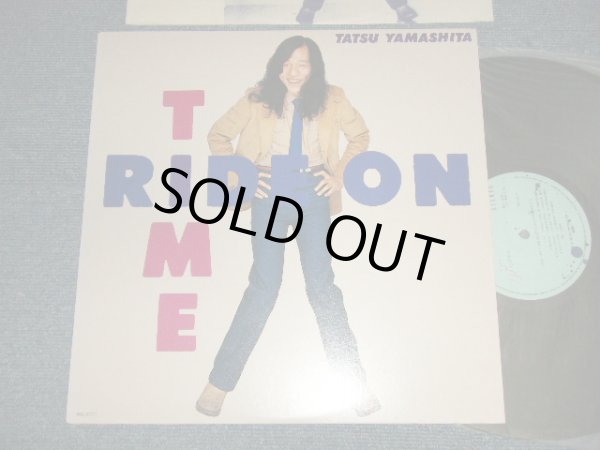 TATSU YAMASHITA
RIDE ON
TIME
SOLD OUT